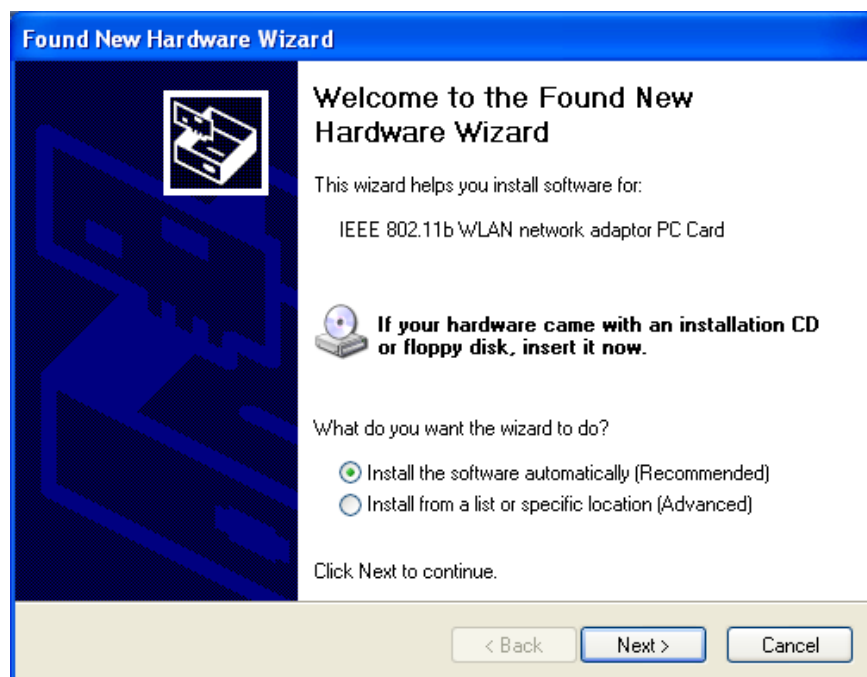 Found New Hardware Wizard
Welcome to the Found New
Hardware Wizard
This wizard helps you install software for:
IEEE 802.11b WLAN network adaptor PC Card
If your hardware came with an installation CD
or floppy disk, insert it now.
What do you want the wizard to do?
Install the software automatically (Recommended)
Install from a list or specific location (Advanced)
Click Next to continue.
< Back
Next >
Cancel